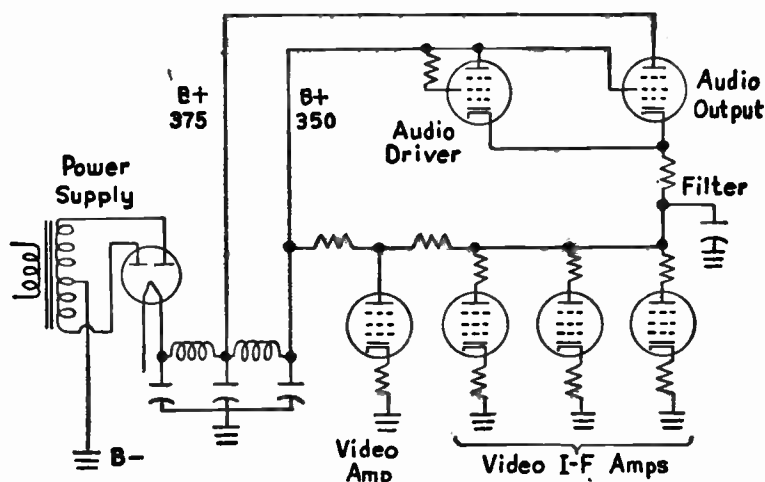 B+
375
B+
350
Audio
Driver
Audio
Output
Power
Supply
Filter
B-
Video
Amp
Video I-F Amps